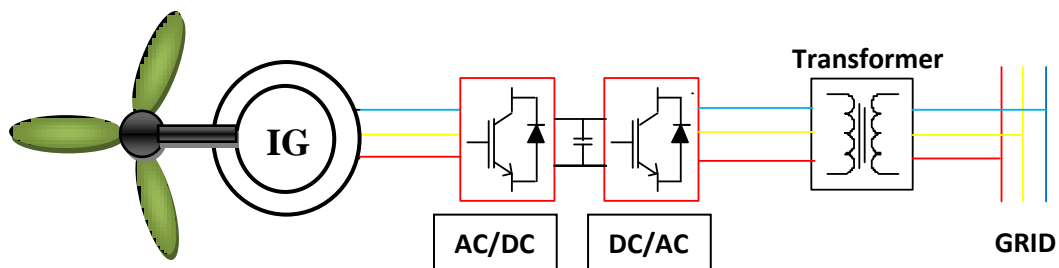 Transformer
IG
AC/DC
DC/AC
GRID